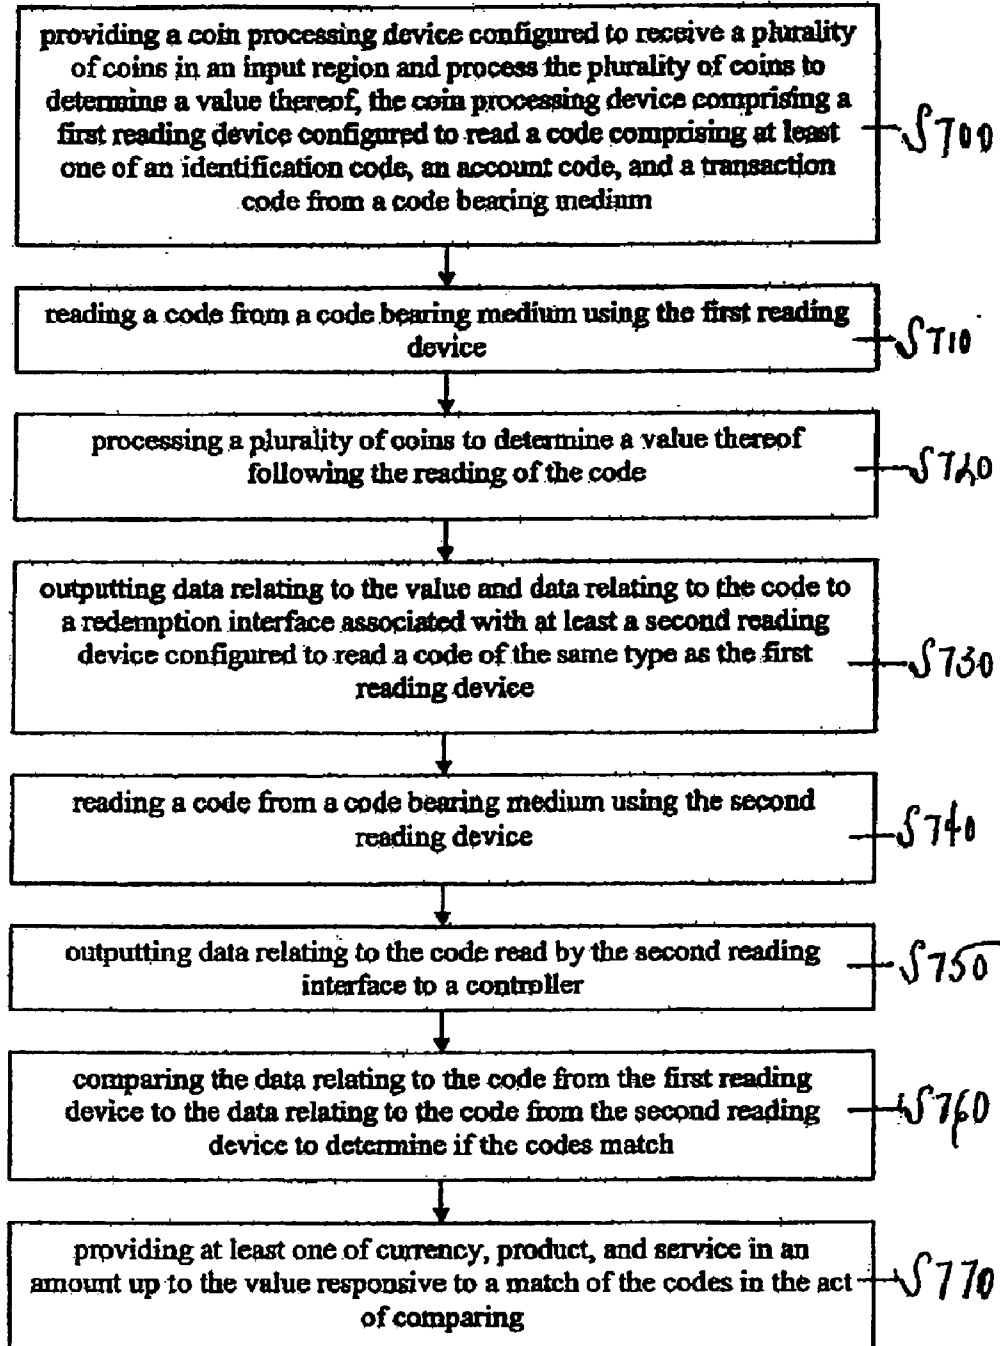 providing a coin processing device configured to receive a plurality
of coins in an input region and process the plurality of coins to
determine a value thereof, the coin processing device comprising a
first reading device configured to read a code comprising at least
one of an identification code, an account code, and a transaction
code from a code bearing medium
S700
reading a code from a code bearing medium using the first reading
device
S710
processing a plurality of coins to determine a value thereof
following the reading of the code
S720
outputting data relating to the value and data relating to the code to
a redemption interface associated with at least a second reading
device configured to read a code of the same type as the first
reading device
S730
reading a code from a code bearing medium using the second
reading device
S740
outputting data relating to the code read by the second reading
interface to a controller
S750
comparing the data relating to the code from the first reading
device to the data relating to the code from the second reading
device to determine if the codes match
S760
providing at least one of currency, product, and service in an
amount up to the value responsive to a match of the codes in the act
of comparing
S770